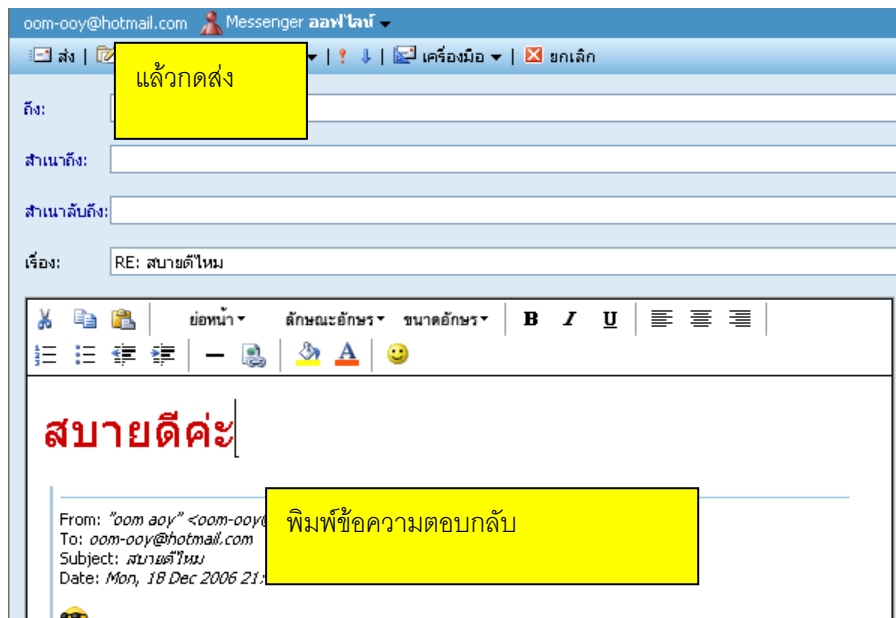 oom-ooy@hotmail.com Messenger ออฟไลน์
ส่ง | | เครื่องมือ | ยกเลิก
แล้วกดส่ง
ถึง:
สำเนาถึง:
สำเนาลับถึง:
เรื่อง: RE: สบายดีไหม
ย่อหน้า ลักษณะอักษร ขนาดอักษร B I U
A
สบายดีค่ะ
From: "oom aoy" <oom-ooy@
พิมพ์ข้อความตอบกลับ
To: oom-ooy@hotmail.com
Subject: สบายดีไหม
Date: Mon, 18 Dec 2006 21: